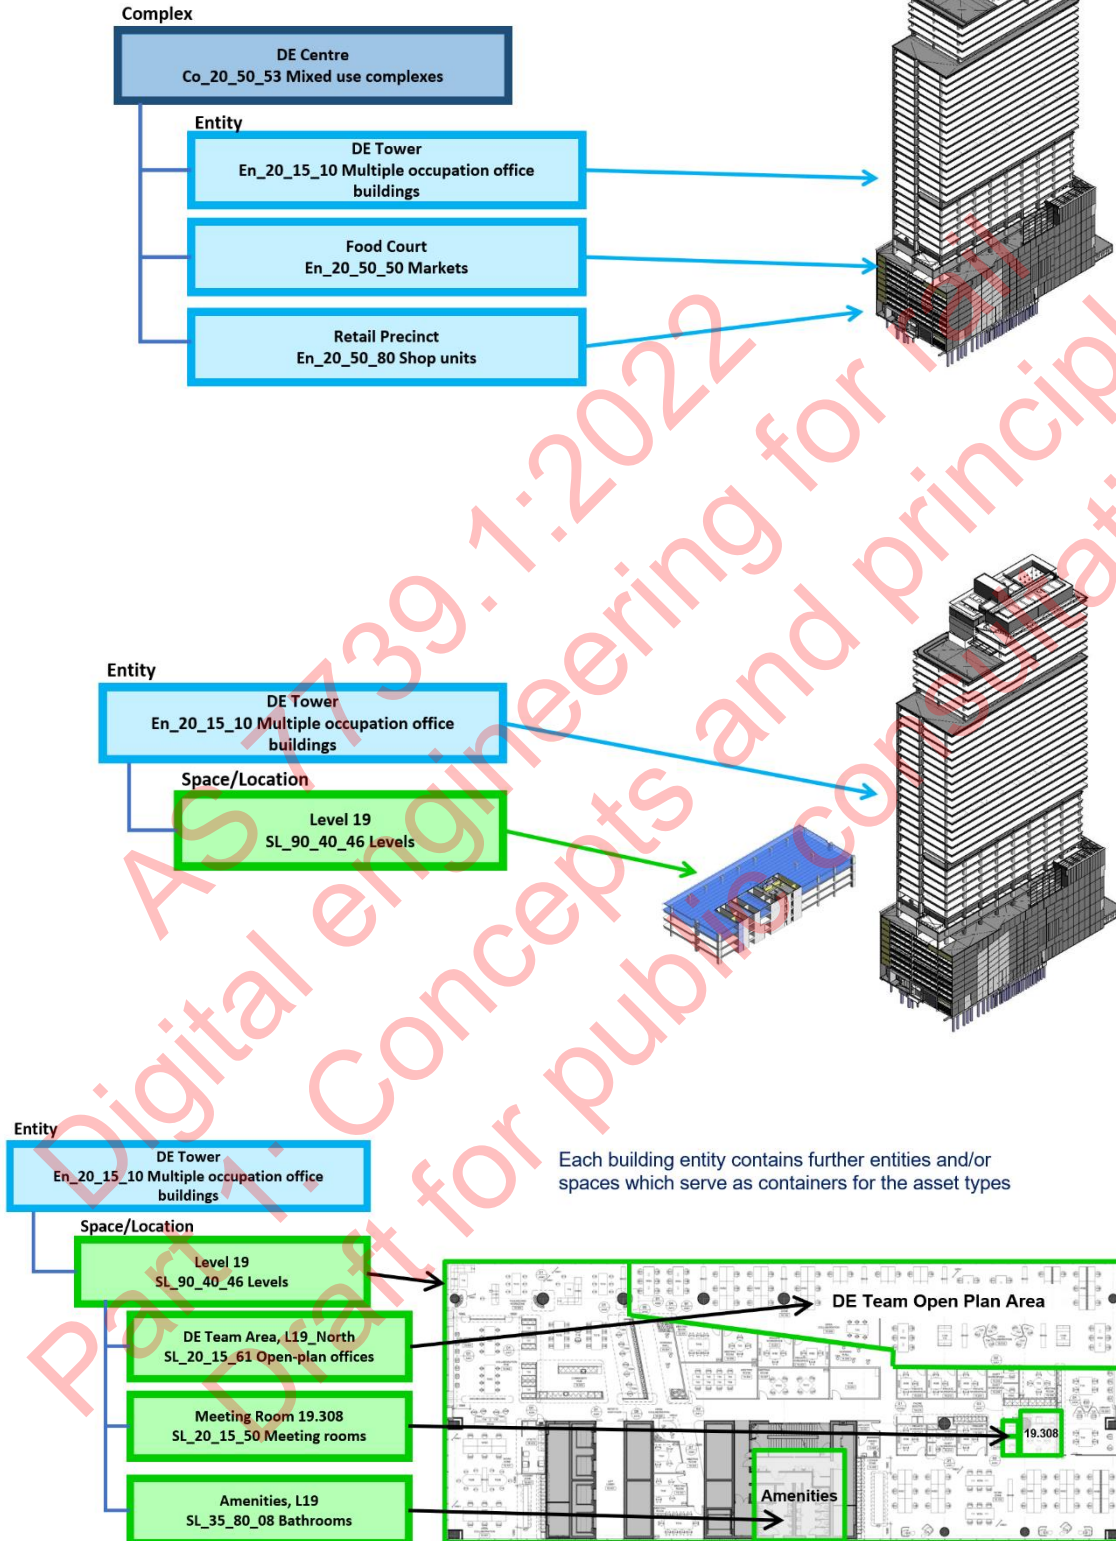 Complex
DE Centre
Co_20_50_53 Mixed use complexes
Entity
DE Tower
En_20_15_10 Multiple occupation office
buildings
Food Court
En_20_50_50 Markets
Retail Precinct
En_20_50_80 Shop units
Entity
DE Tower
En_20_15_10 Multiple occupation office
buildings
Space/Location
Level 19
SL_90_40_46 Levels
Entity
DE Tower
En_20_15_10 Multiple occupation office
buildings
Each building entity contains further entities and/or
spaces which serve as containers for the asset types
Space/Location
Level 19
SL_90_40_46 Levels
DE Team Area, L19_North
SL_20_15_61 Open-plan offices
Meeting Room 19.308
SL_20_15_50 Meeting rooms
Amenities, L19
SL_35_80_08 Bathrooms
DE Team Open Plan Area
19.308
Amenities
AS 7739.1:2022
Digital engineering for rail
Part 1: Concepts and princip
Draft for public consultati